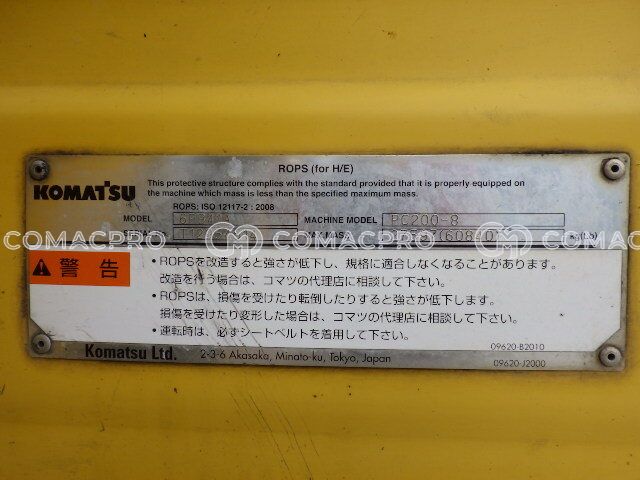 ROPS (for H/E)
KOMATSU
This protective structure complies with the standard provided that it is properly equipped on
the machine which mass is less than the specified maximum mass.
ROPS: ISO 12117-2 : 2008
MODEL
MACHINE MODEL PC200-8
COMACPRO COMACPRO COMACPRO
警告
•ROPSを改造すると強さが低下し、規格に適合しなくなることがあります。
改造を行う場合は、コマツの代理店に相談して下さい。
•ROPSは、損傷を受けたり転倒したりすると強さが低下します。
損傷を受けたり変形した場合は、コマツの代理店に相談して下さい。
•運転時は、必ずシートベルトを着用して下さい。
Komatsu Ltd. 2-3-6 Akasaka, Minato-ku, Tokyo, Japan
09620-B2010
09620-J2000